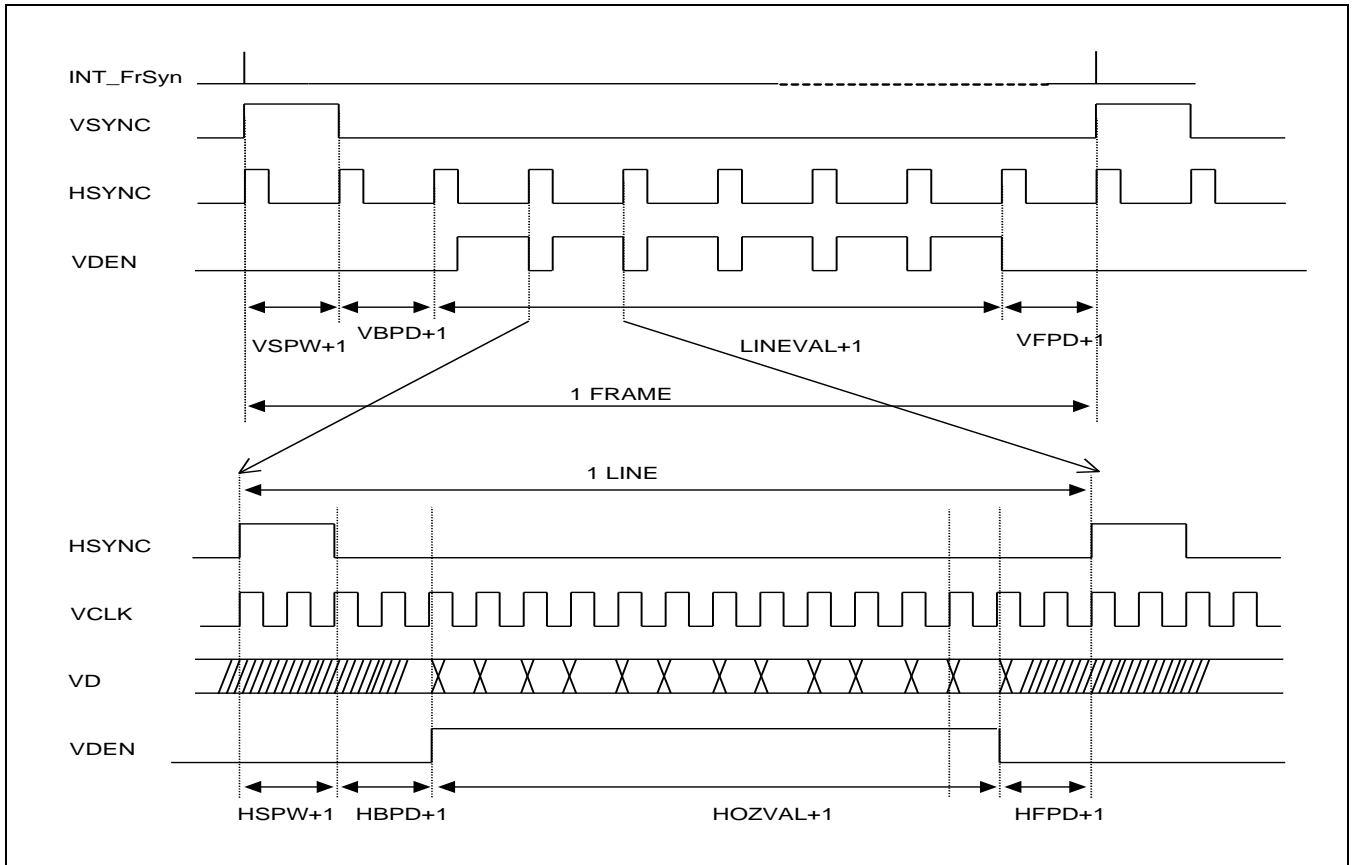 INT_FrSyn
VSYNC
HSYNC
VDEN
VSPW+1
VBPD+1
LINEVAL+1
VFPD+1
1 FRAME
1 LINE
HSYNC
VCLK
VD
VDEN
HSPW+1
HBPD+1
HOZVAL+1
HFPD+1